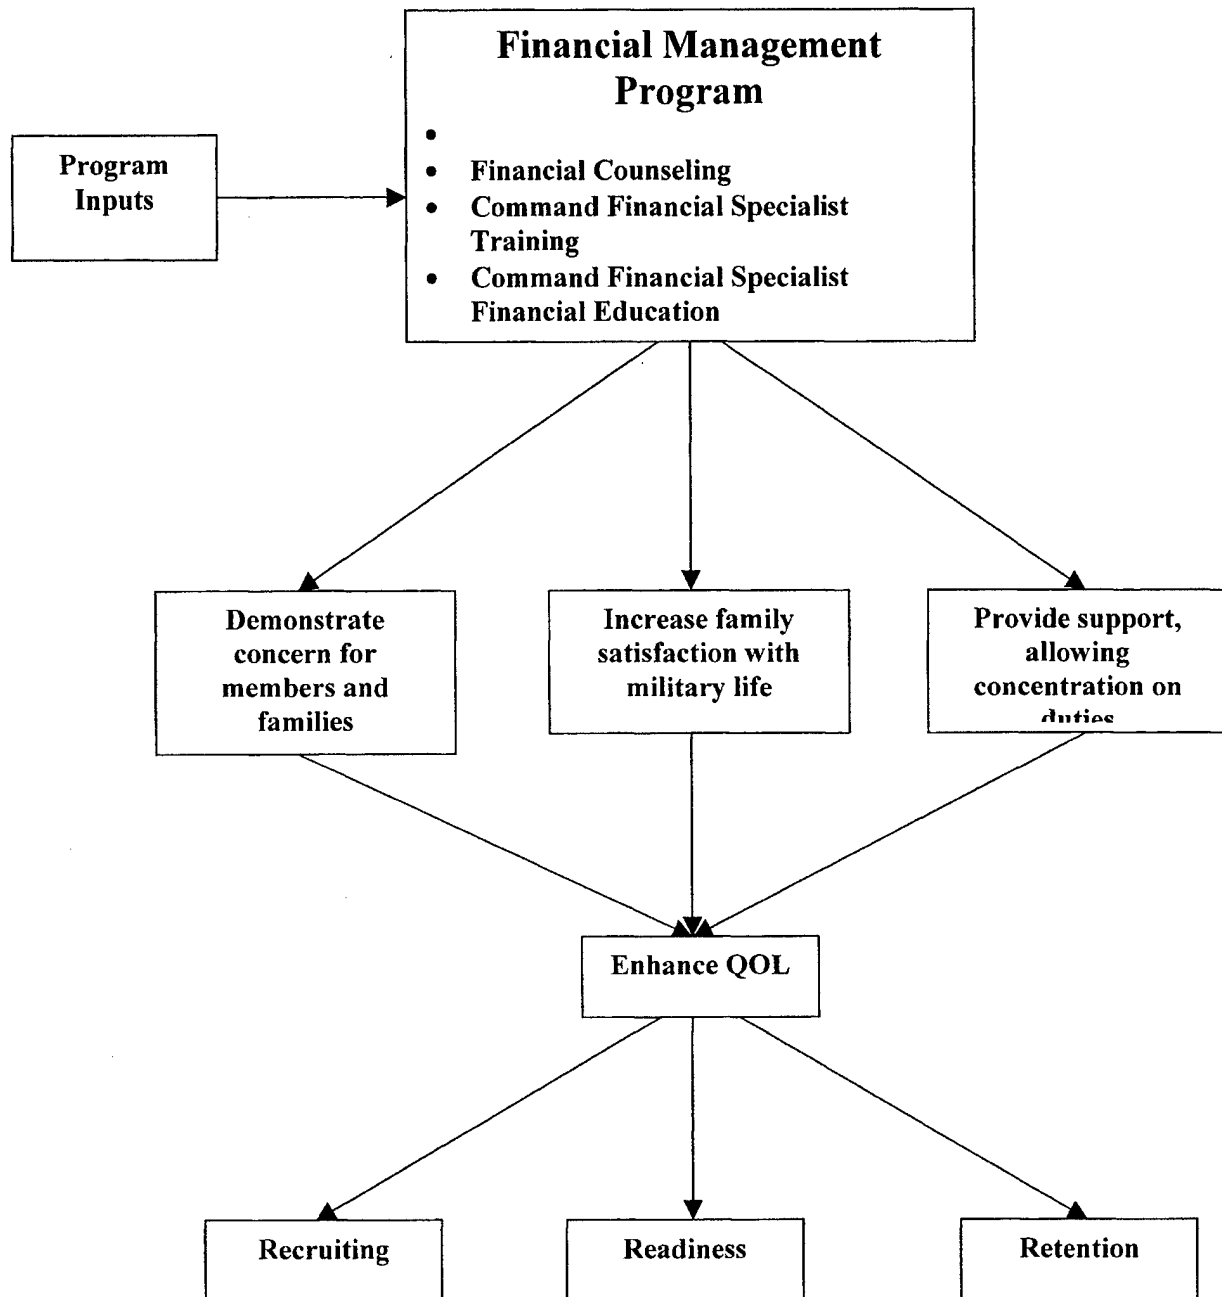 Financial Management
Program
•
• Financial Counseling
• Command Financial Specialist
Training
• Command Financial Specialist
Financial Education
Program
Inputs
Demonstrate
concern for
members and
families
Increase family
satisfaction with
military life
Provide support,
allowing
concentration on
duties
Enhance QOL
Recruiting
Readiness
Retention